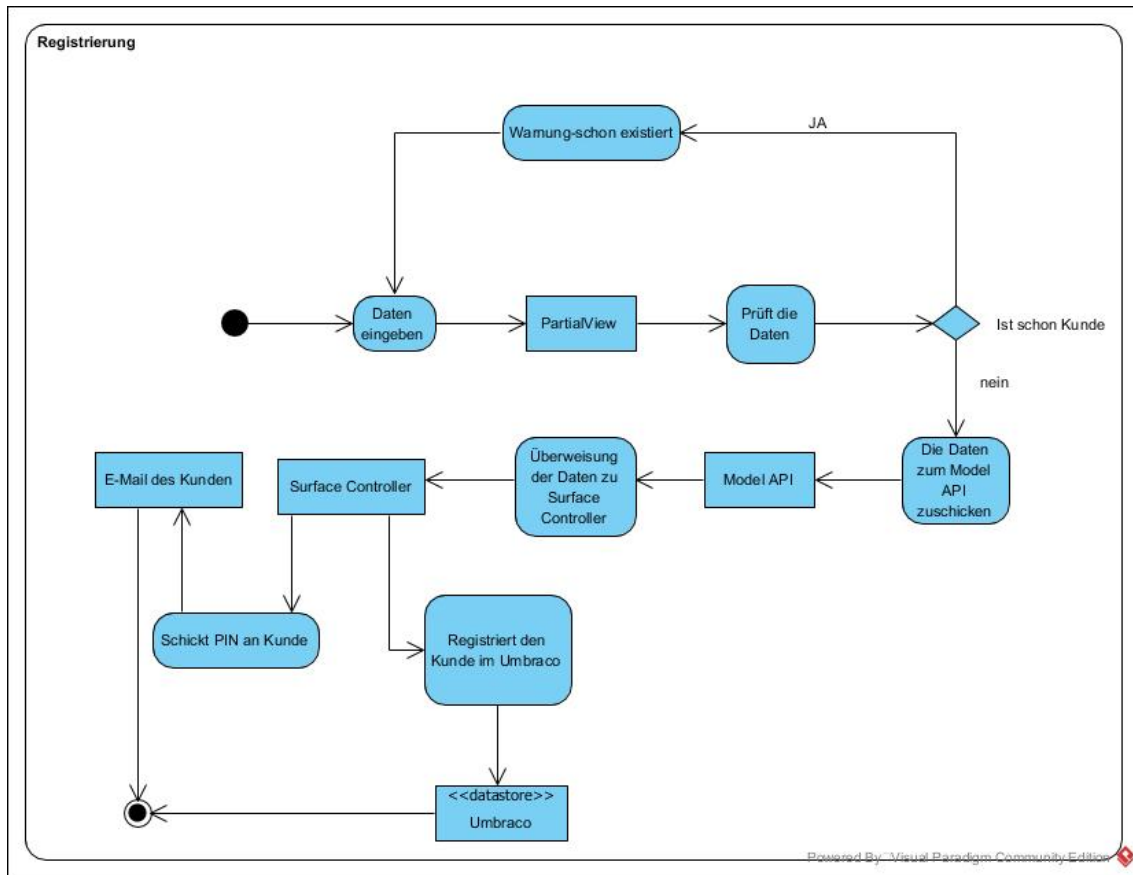 Registrierung
Warnung-schon existiert
JA
Daten
eingeben
PartialView
Prüft die
Daten
Ist schon Kunde
nein
E-Mail des Kunden
Surface Controller
Überweisung
der Daten zu
Surface
Controller
Model API
Die Daten
zum Model
API
zuschicken
Schickt PIN an Kunde
Registriert den
Kunde im Umbraco
<<datastore>>
Umbraco
Powered By Visual Paradigm Community Edition